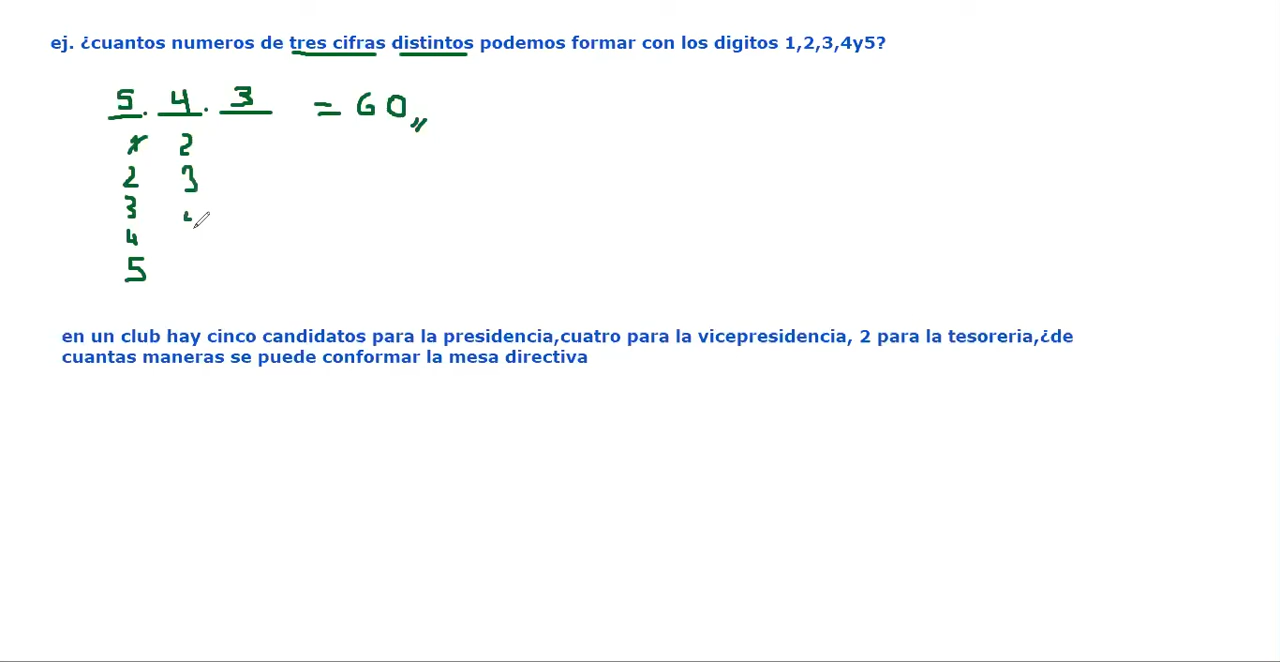 ej. ¿cuantos numeros de tres cifras distintos podemos formar con los digitos 1,2,3,4y5?
5 . 4 . 3 = 60,,
1 2
2 3
3 4
4
5
en un club hay cinco candidatos para la presidencia,cuatro para la vicepresidencia, 2 para la tesoreria,¿de
cuantas maneras se puede conformar la mesa directiva